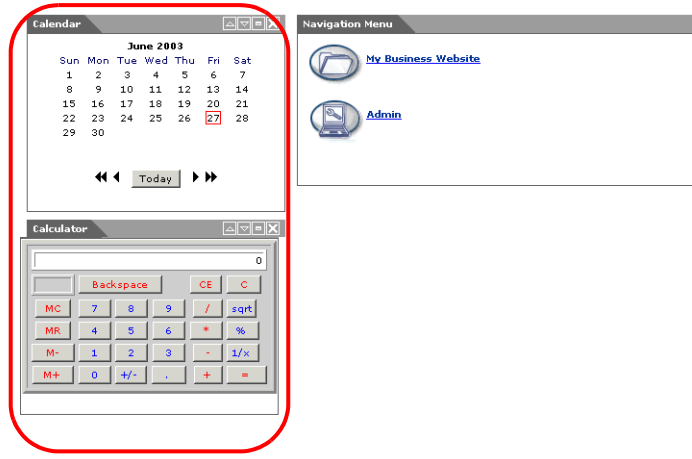 Calendar
June 2003
Sun Mon Tue Wed Thu Fri Sat
1 2 3 4 5 6 7
8 9 10 11 12 13 14
15 16 17 18 19 20 21
22 23 24 25 26 27 28
29 30
Today
Calculator
0
Backspace CE C
MC 7 8 9 / sqrt
MR 4 5 6 * %
M- 1 2 3 - 1/x
M+ 0 +/- . + =
Navigation Menu
My Business Website
Admin